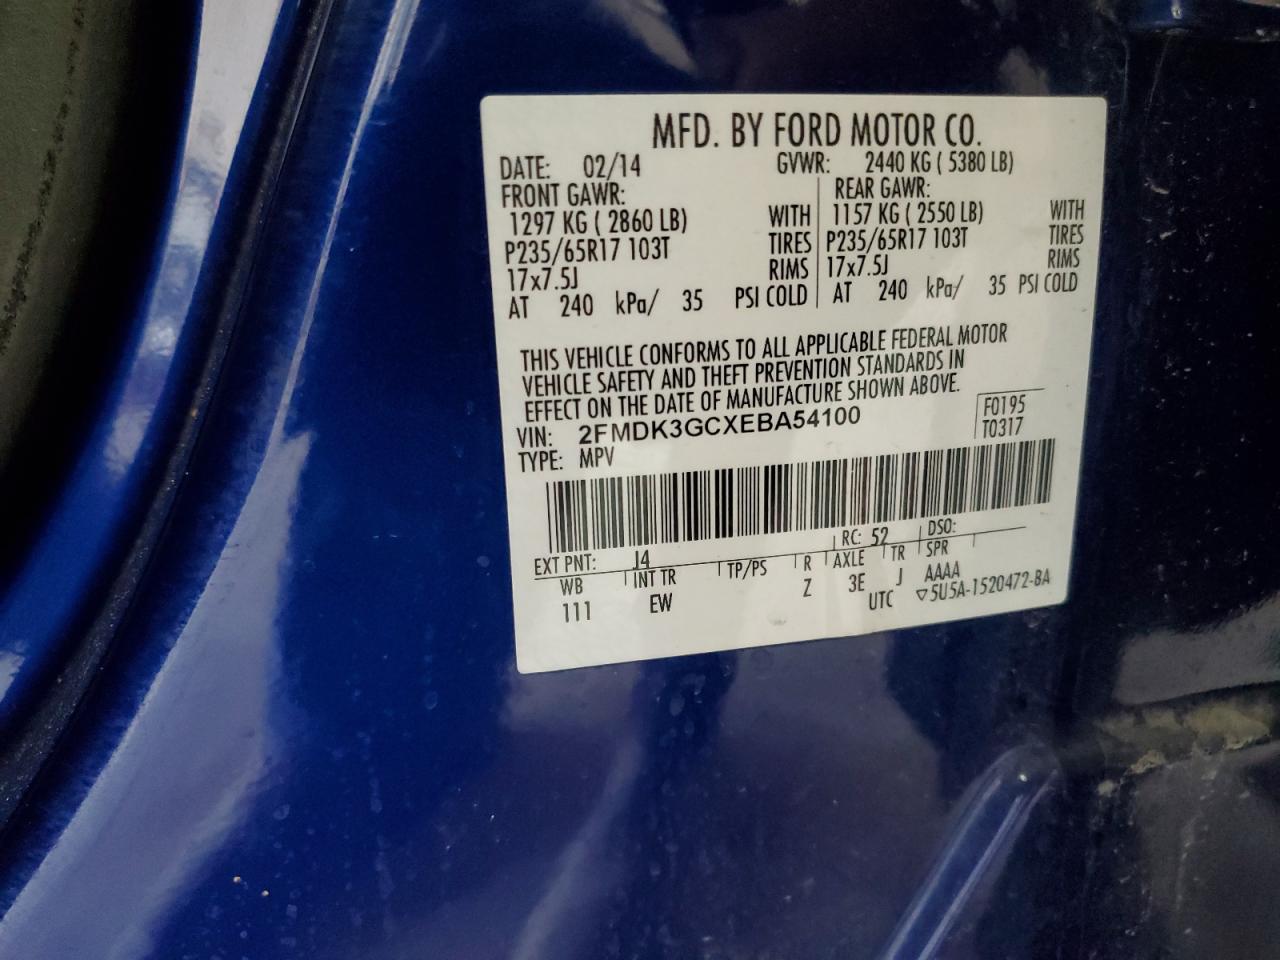 MFD. BY FORD MOTOR CO.
DATE: 02/14 GVWR: 2440 KG ( 5380 LB)
FRONT GAWR: REAR GAWR:
1297 KG ( 2860 LB) WITH 1157 KG ( 2550 LB) WITH
P235/65R17 103T TIRES P235/65R17 103T TIRES
17x7.5J RIMS 17x7.5J RIMS
AT 240 kPa/ 35 PSI COLD AT 240 kPa/ 35 PSI COLD
THIS VEHICLE CONFORMS TO ALL APPLICABLE FEDERAL MOTOR
VEHICLE SAFETY AND THEFT PREVENTION STANDARDS IN
EFFECT ON THE DATE OF MANUFACTURE SHOWN ABOVE.
VIN: 2FMDK3GCXEBA54100 F0195
TYPE: MPV T0317
EXT PNT: J4 RC: 52 DSO:
WB INT TR TP/PS R AXLE TR SPR
111 EW Z 3E J AAAA
UTC ▽5U5A-1520472-BA